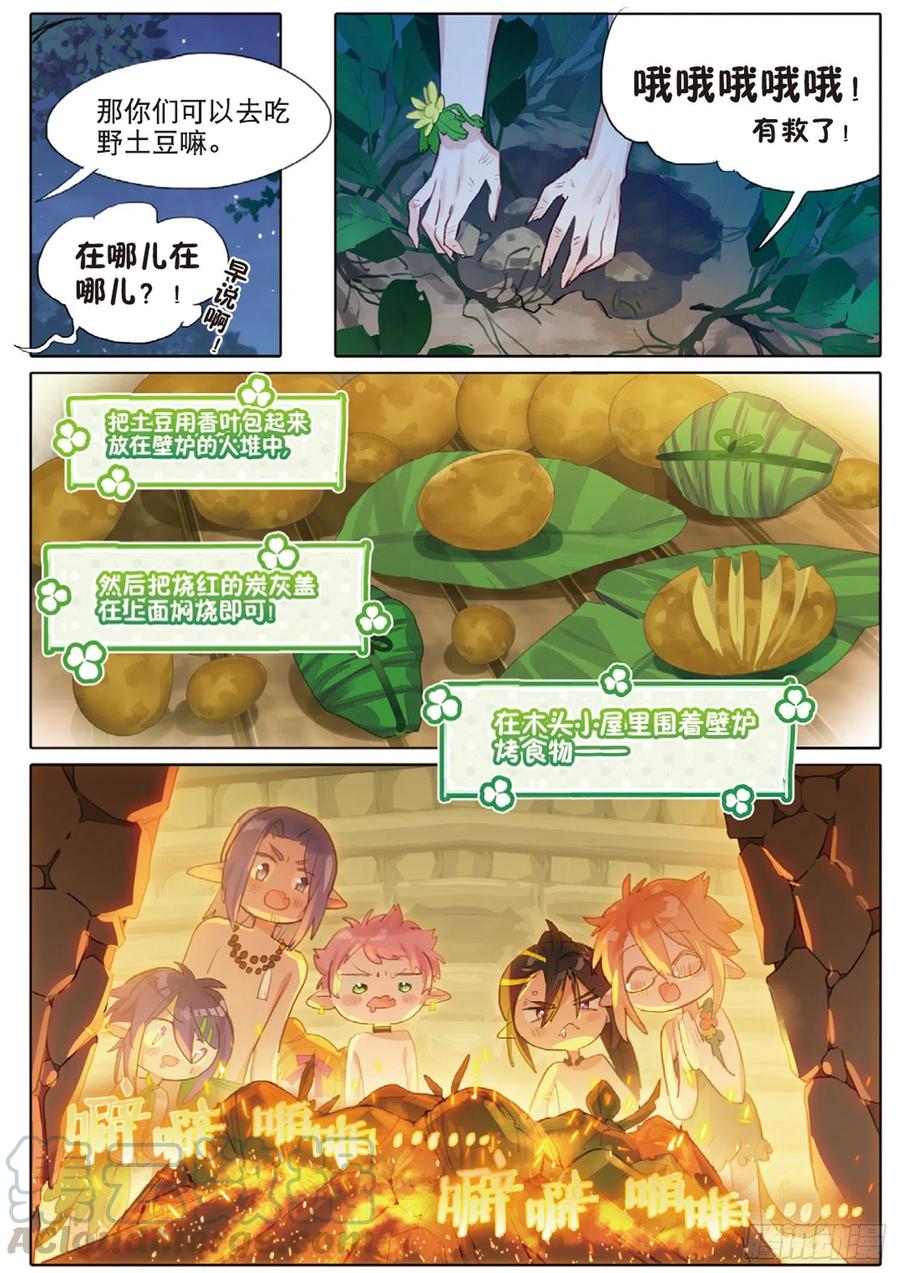 那你们可以去吃
野土豆嘛。
在哪儿在
哪儿？！
早说啊！
哦哦哦哦哦！
有救了！
把土豆用香叶包起来
放在壁炉的火堆中，
然后把烧红的炭灰盖
在上面焖烧即可！
在木头小屋里围着壁炉
烤食物——
噼啪
噼啪……
噼啪
噼啪……
腾讯动漫